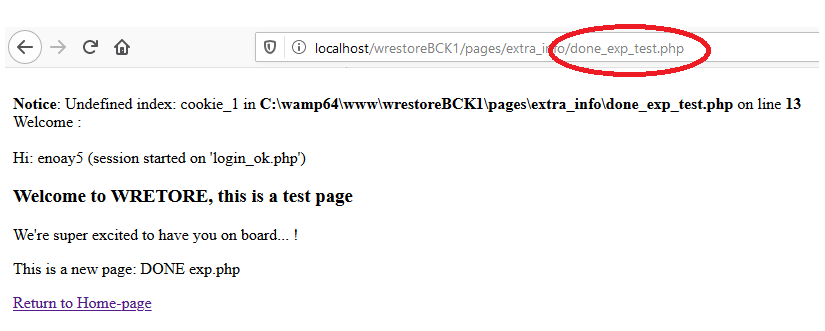 localhost/wrestoreBCK1/pages/extra_info/done_exp_test.php
Notice: Undefined index: cookie_1 in C:\wamp64\www\wrestoreBCK1\pages\extra_info\done_exp_test.php on line 13
Welcome :
Hi: enoay5 (session started on 'login_ok.php')
Welcome to WRETORE, this is a test page
We're super excited to have you on board... !
This is a new page: DONE exp.php
Return to Home-page